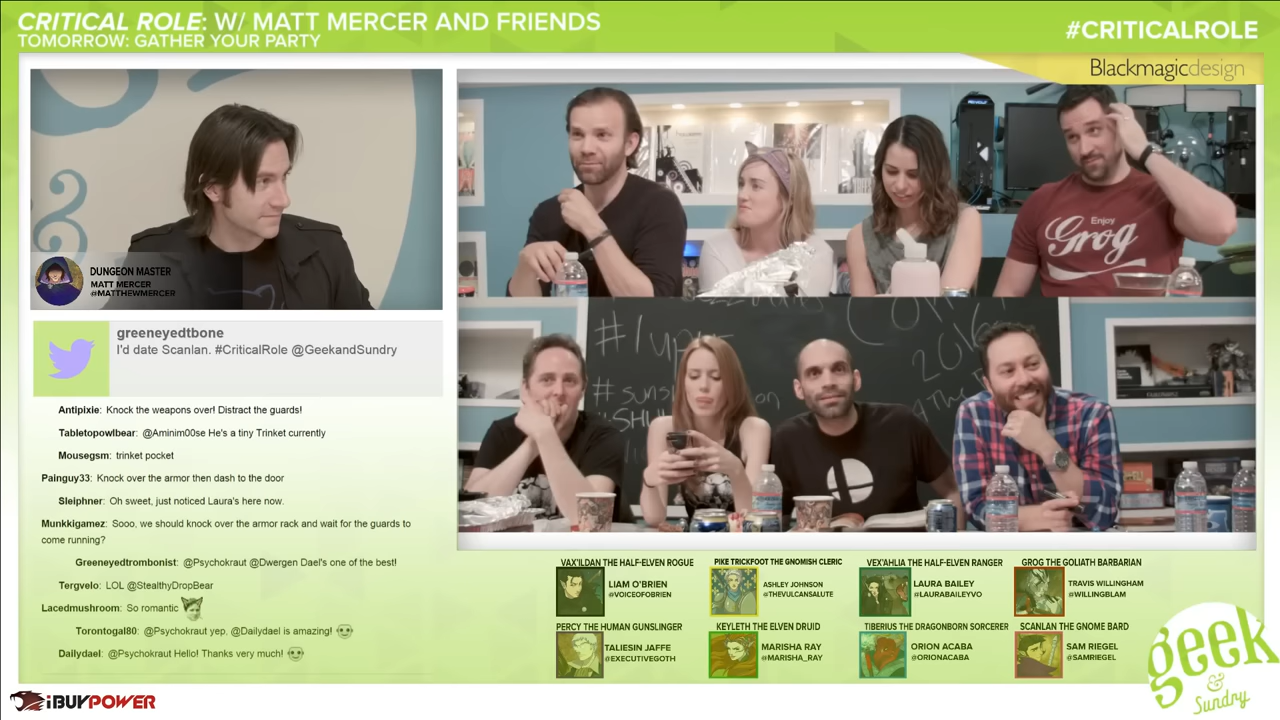 CRITICAL ROLE: W/ MATT MERCER AND FRIENDS
TOMORROW: GATHER YOUR PARTY
#CRITICALROLE
Blackmagicdesign
DUNGEON MASTER
MATT MERCER
@MATTHEWMERCER
greeneyedtbone
I'd date Scanlan. #CriticalRole @GeekandSundry
Antipixie: Knock the weapons over! Distract the guards!
Tabletopowlbear: @Aminim00se He's a tiny Trinket currently
Mousegsm: trinket pocket
Painguy33: Knock over the armor then dash to the door
Sleiphner: Oh sweet, just noticed Laura's here now.
Munkkigamez: Sooo, we should knock over the armor rack and wait for the guards to
come running?
Greeneyedtrombonist: @Psychokraut @Dwergen Dael's one of the best!
Tergvelo: LOL @StealthyDropBear
Lacedmushroom: So romantic
Torontogal80: @Psychokraut yep. @Dailydael is amazing!
Dailydael: @Psychokraut Hello! Thanks very much!
Enjoy
Grog
2016
VAX'ILDAN THE HALF-ELVEN ROGUE
LIAM O'BRIEN
@VOICEOFOBRIEN
PIKE TRICKFOOT THE GNOMISH CLERIC
ASHLEY JOHNSON
@THEVULCANSALUTE
VEX'AHLIA THE HALF-ELVEN RANGER
LAURA BAILEY
@LAURABAILEYVO
GROG THE GOLIATH BARBARIAN
TRAVIS WILLINGHAM
@WILLINGBLAM
PERCY THE HUMAN GUNSLINGER
TALIESIN JAFFE
@EXECUTIVEGOTH
KEYLETH THE ELVEN DRUID
MARISHA RAY
@MARISHA_RAY
TIBERIUS THE DRAGONBORN SORCERER
ORION ACABA
@ORIONACABA
SCANLAN THE GNOME BARD
SAM RIEGEL
@SAMRIEGEL
geek
&
Sundry
iBUYPOWER